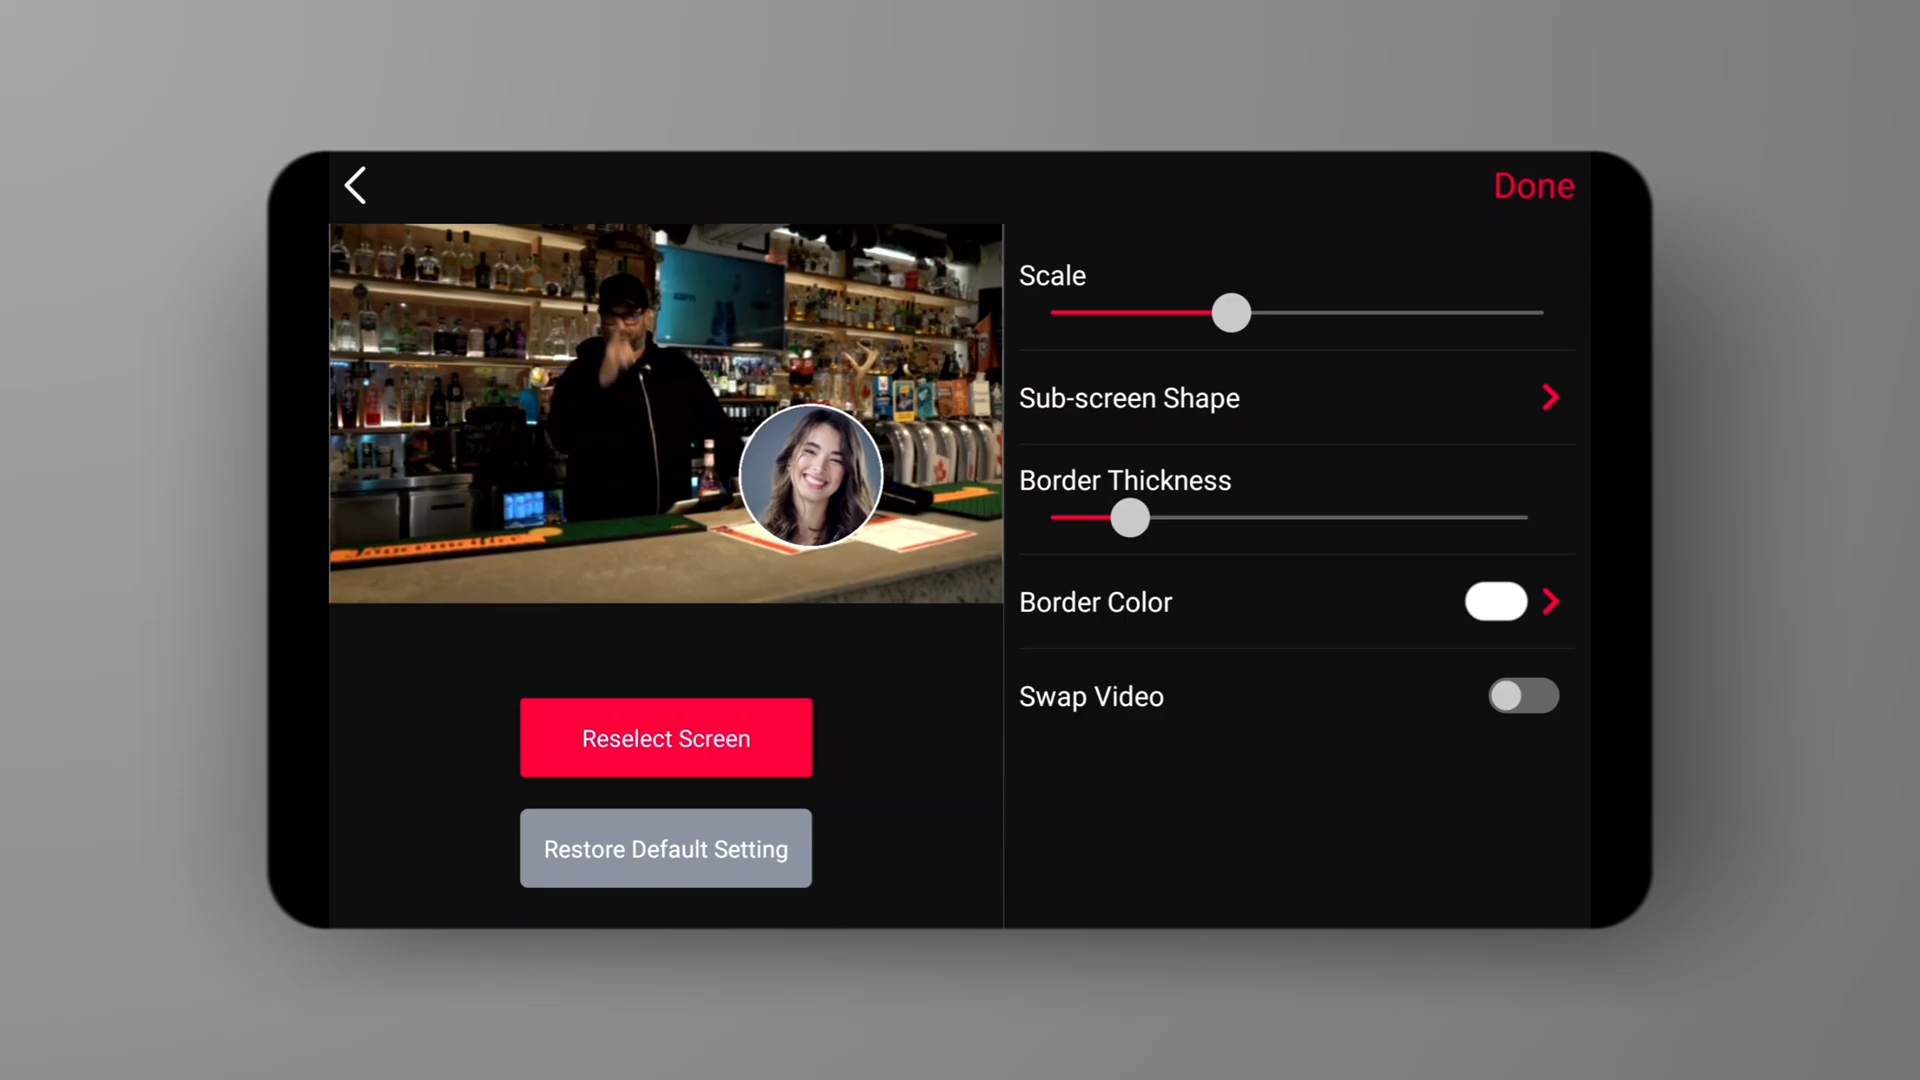 Done
Scale
Sub-screen Shape
Border Thickness
Border Color
Swap Video
Reselect Screen
Restore Default Setting